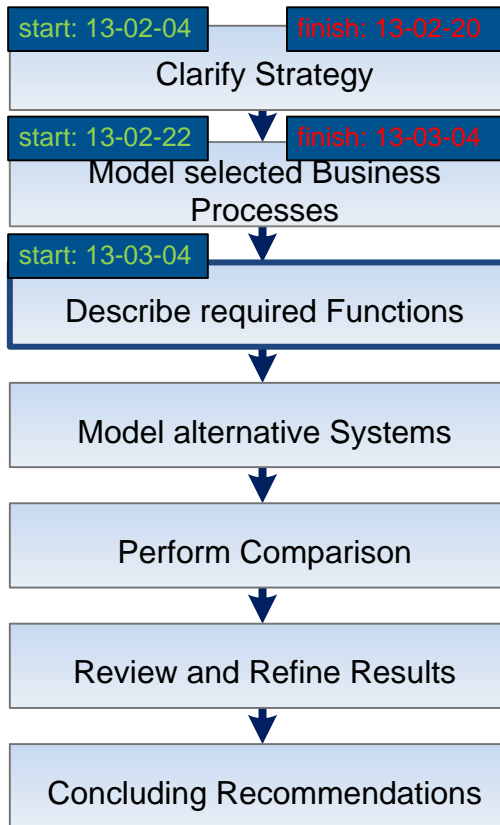 start: 13-02-04 finish: 13-02-20
Clarify Strategy
start: 13-02-22 finish: 13-03-04
Model selected Business
Processes
start: 13-03-04
Describe required Functions
Model alternative Systems
Perform Comparison
Review and Refine Results
Concluding Recommendations